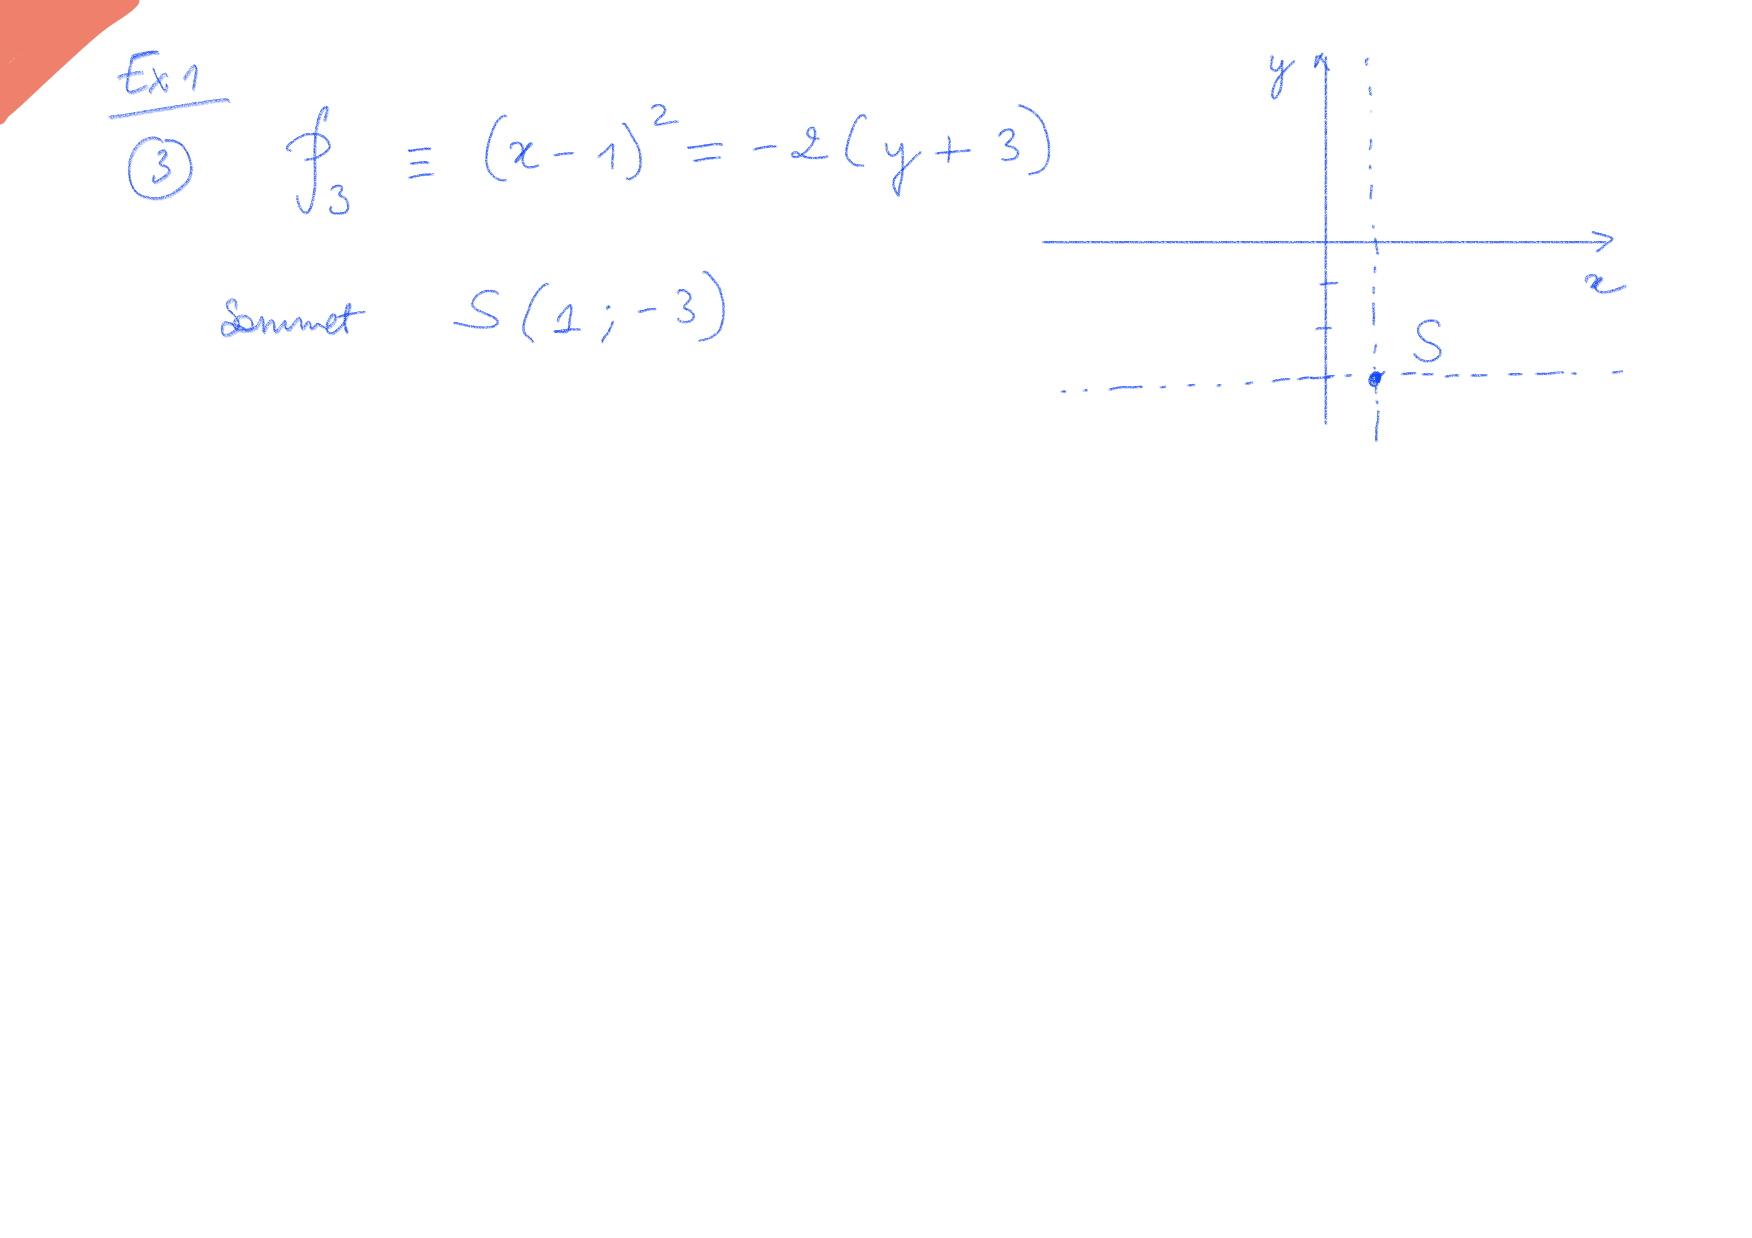 Ex 1
③ P₃ ≡ (x - 1)² = -2 (y + 3)
Sommet S (1 ; -3)
y
x
S